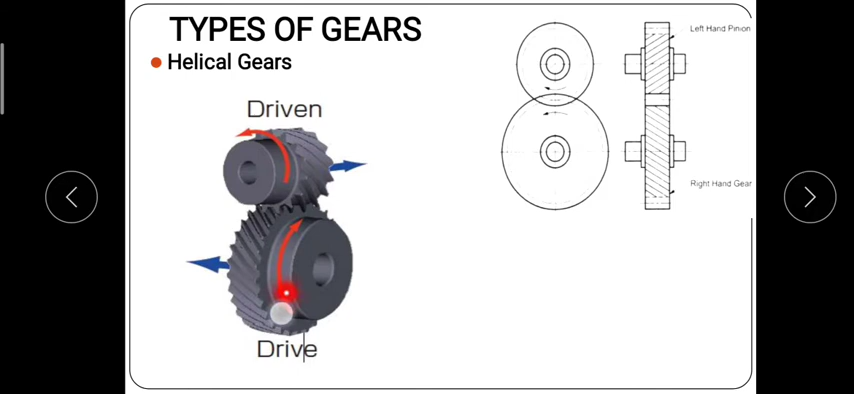 TYPES OF GEARS
Helical Gears
Driven
Drive
Left Hand Pinion
Right Hand Gear